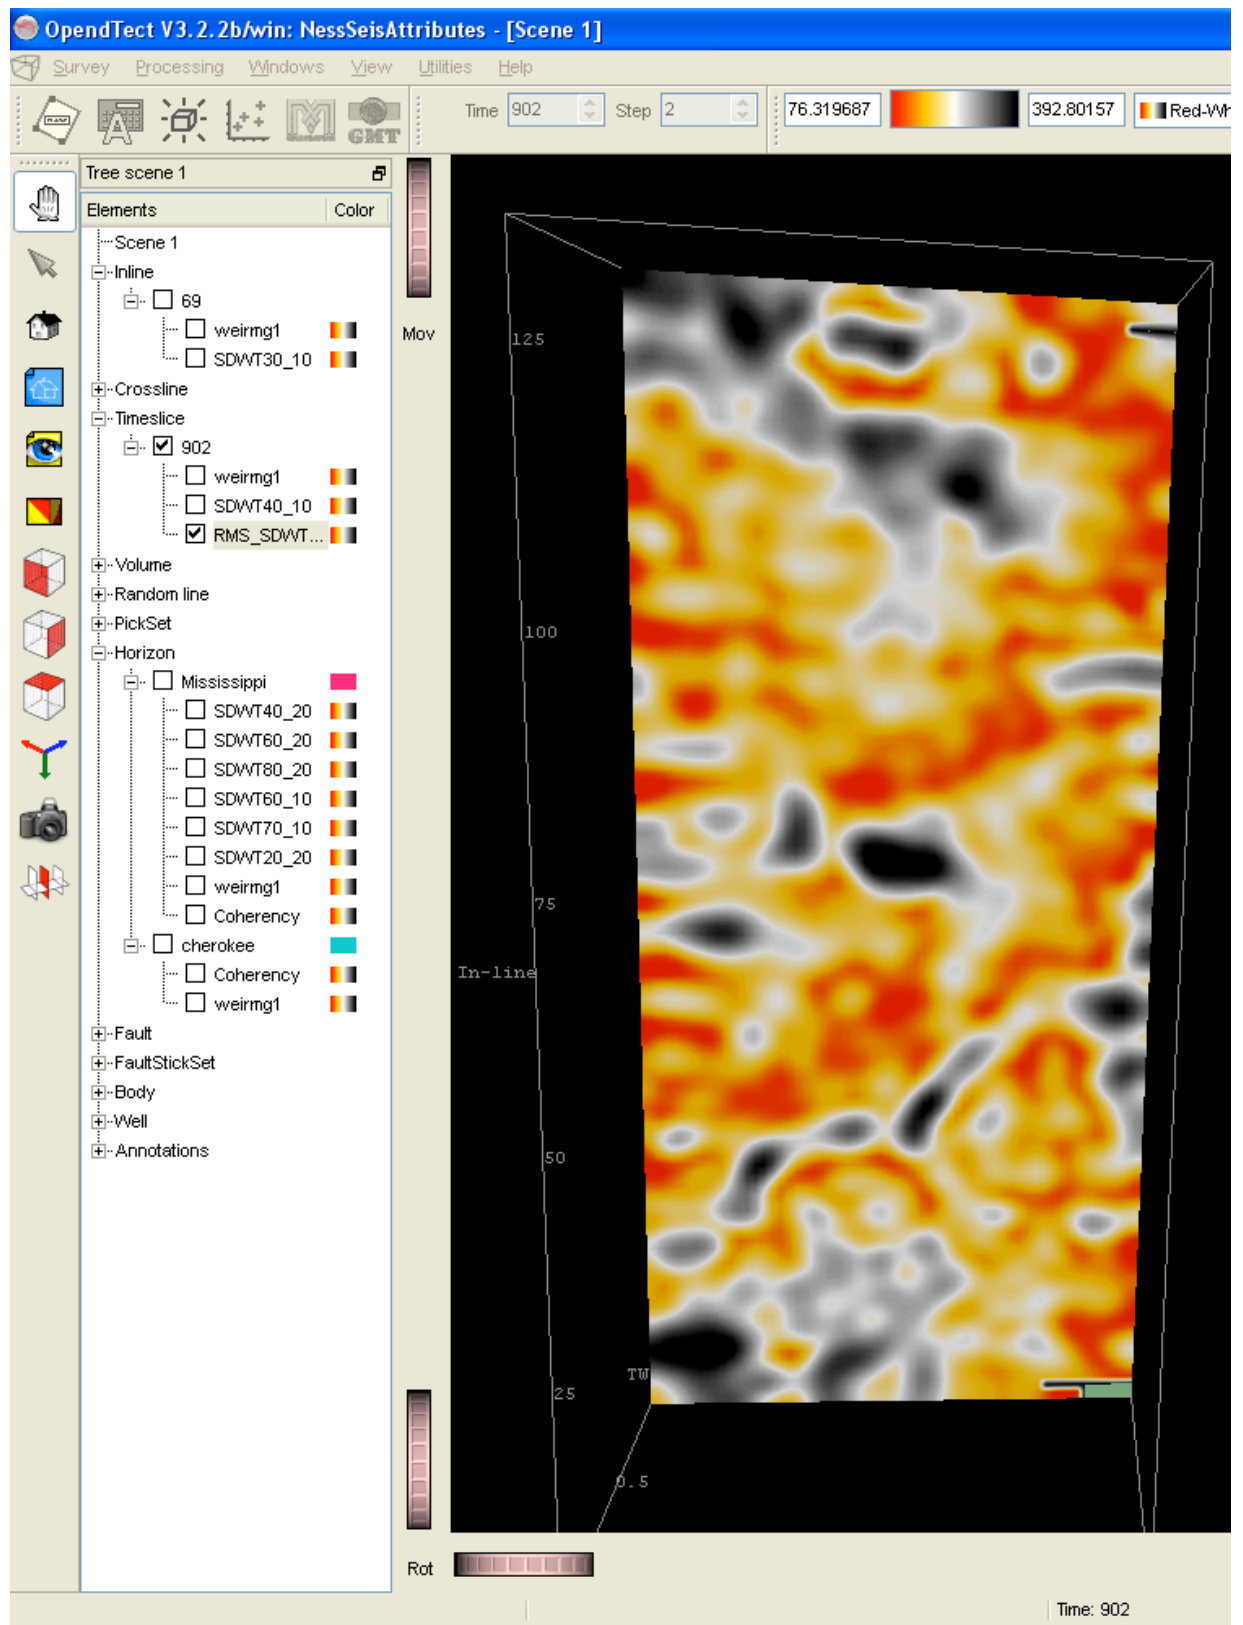 OpendTect V3.2.2b/win: NessSeisAttributes - [Scene 1]
Survey Processing Windows View Utilities Help
PLANE
A
GMT
Time 902 Step 2
76.319687 392.80157 Red-Wh
Tree scene 1
Elements Color
Scene 1
Inline
69
weirmg1
SDWT30_10
Crossline
Timeslice
902
weirmg1
SDWT40_10
RMS_SDWT...
Volume
Random line
PickSet
Horizon
Mississippi
SDWT40_20
SDWT60_20
SDWT80_20
SDWT60_10
SDWT70_10
SDWT20_20
weirmg1
Coherency
cherokee
Coherency
weirmg1
Fault
FaultStickSet
Body
Well
Annotations
Mov
125
100
75
In-line
50
TW
25
0.5
Rot
Time: 902